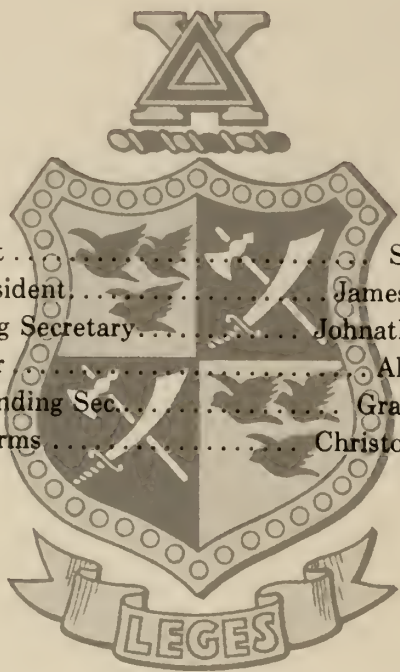 t .................................. S
sident .................. James
g Secretary ............ Johnath
r .................................. Al
nding Sec. ............... Gra
rms ..................... Christo
LEGES